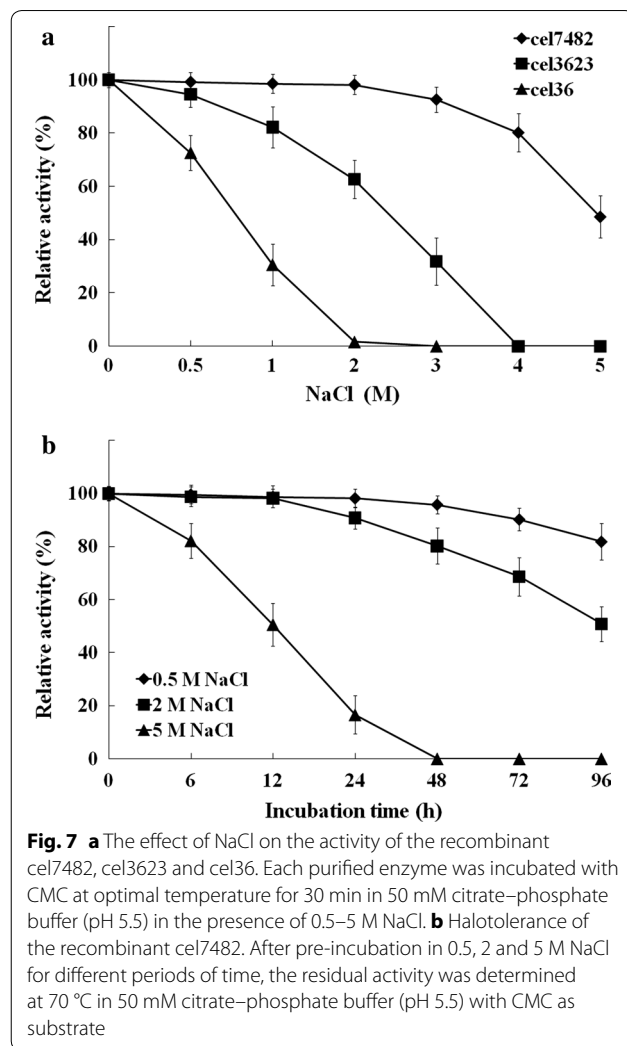 a
cel7482
cel3623
cel36
100
80
60
40
20
0
Relative activity (%)
0 0.5 1 2 3 4 5
NaCl (M)
b
100
80
60
40
20
0
Relative activity (%)
0.5 M NaCl
2 M NaCl
5 M NaCl
0 6 12 24 48 72 96
Incubation time (h)
Fig. 7 a The effect of NaCl on the activity of the recombinant
cel7482, cel3623 and cel36. Each purified enzyme was incubated with
CMC at optimal temperature for 30 min in 50 mM citrate–phosphate
buffer (pH 5.5) in the presence of 0.5–5 M NaCl. b Halotolerance of
the recombinant cel7482. After pre-incubation in 0.5, 2 and 5 M NaCl
for different periods of time, the residual activity was determined
at 70 °C in 50 mM citrate–phosphate buffer (pH 5.5) with CMC as
substrate